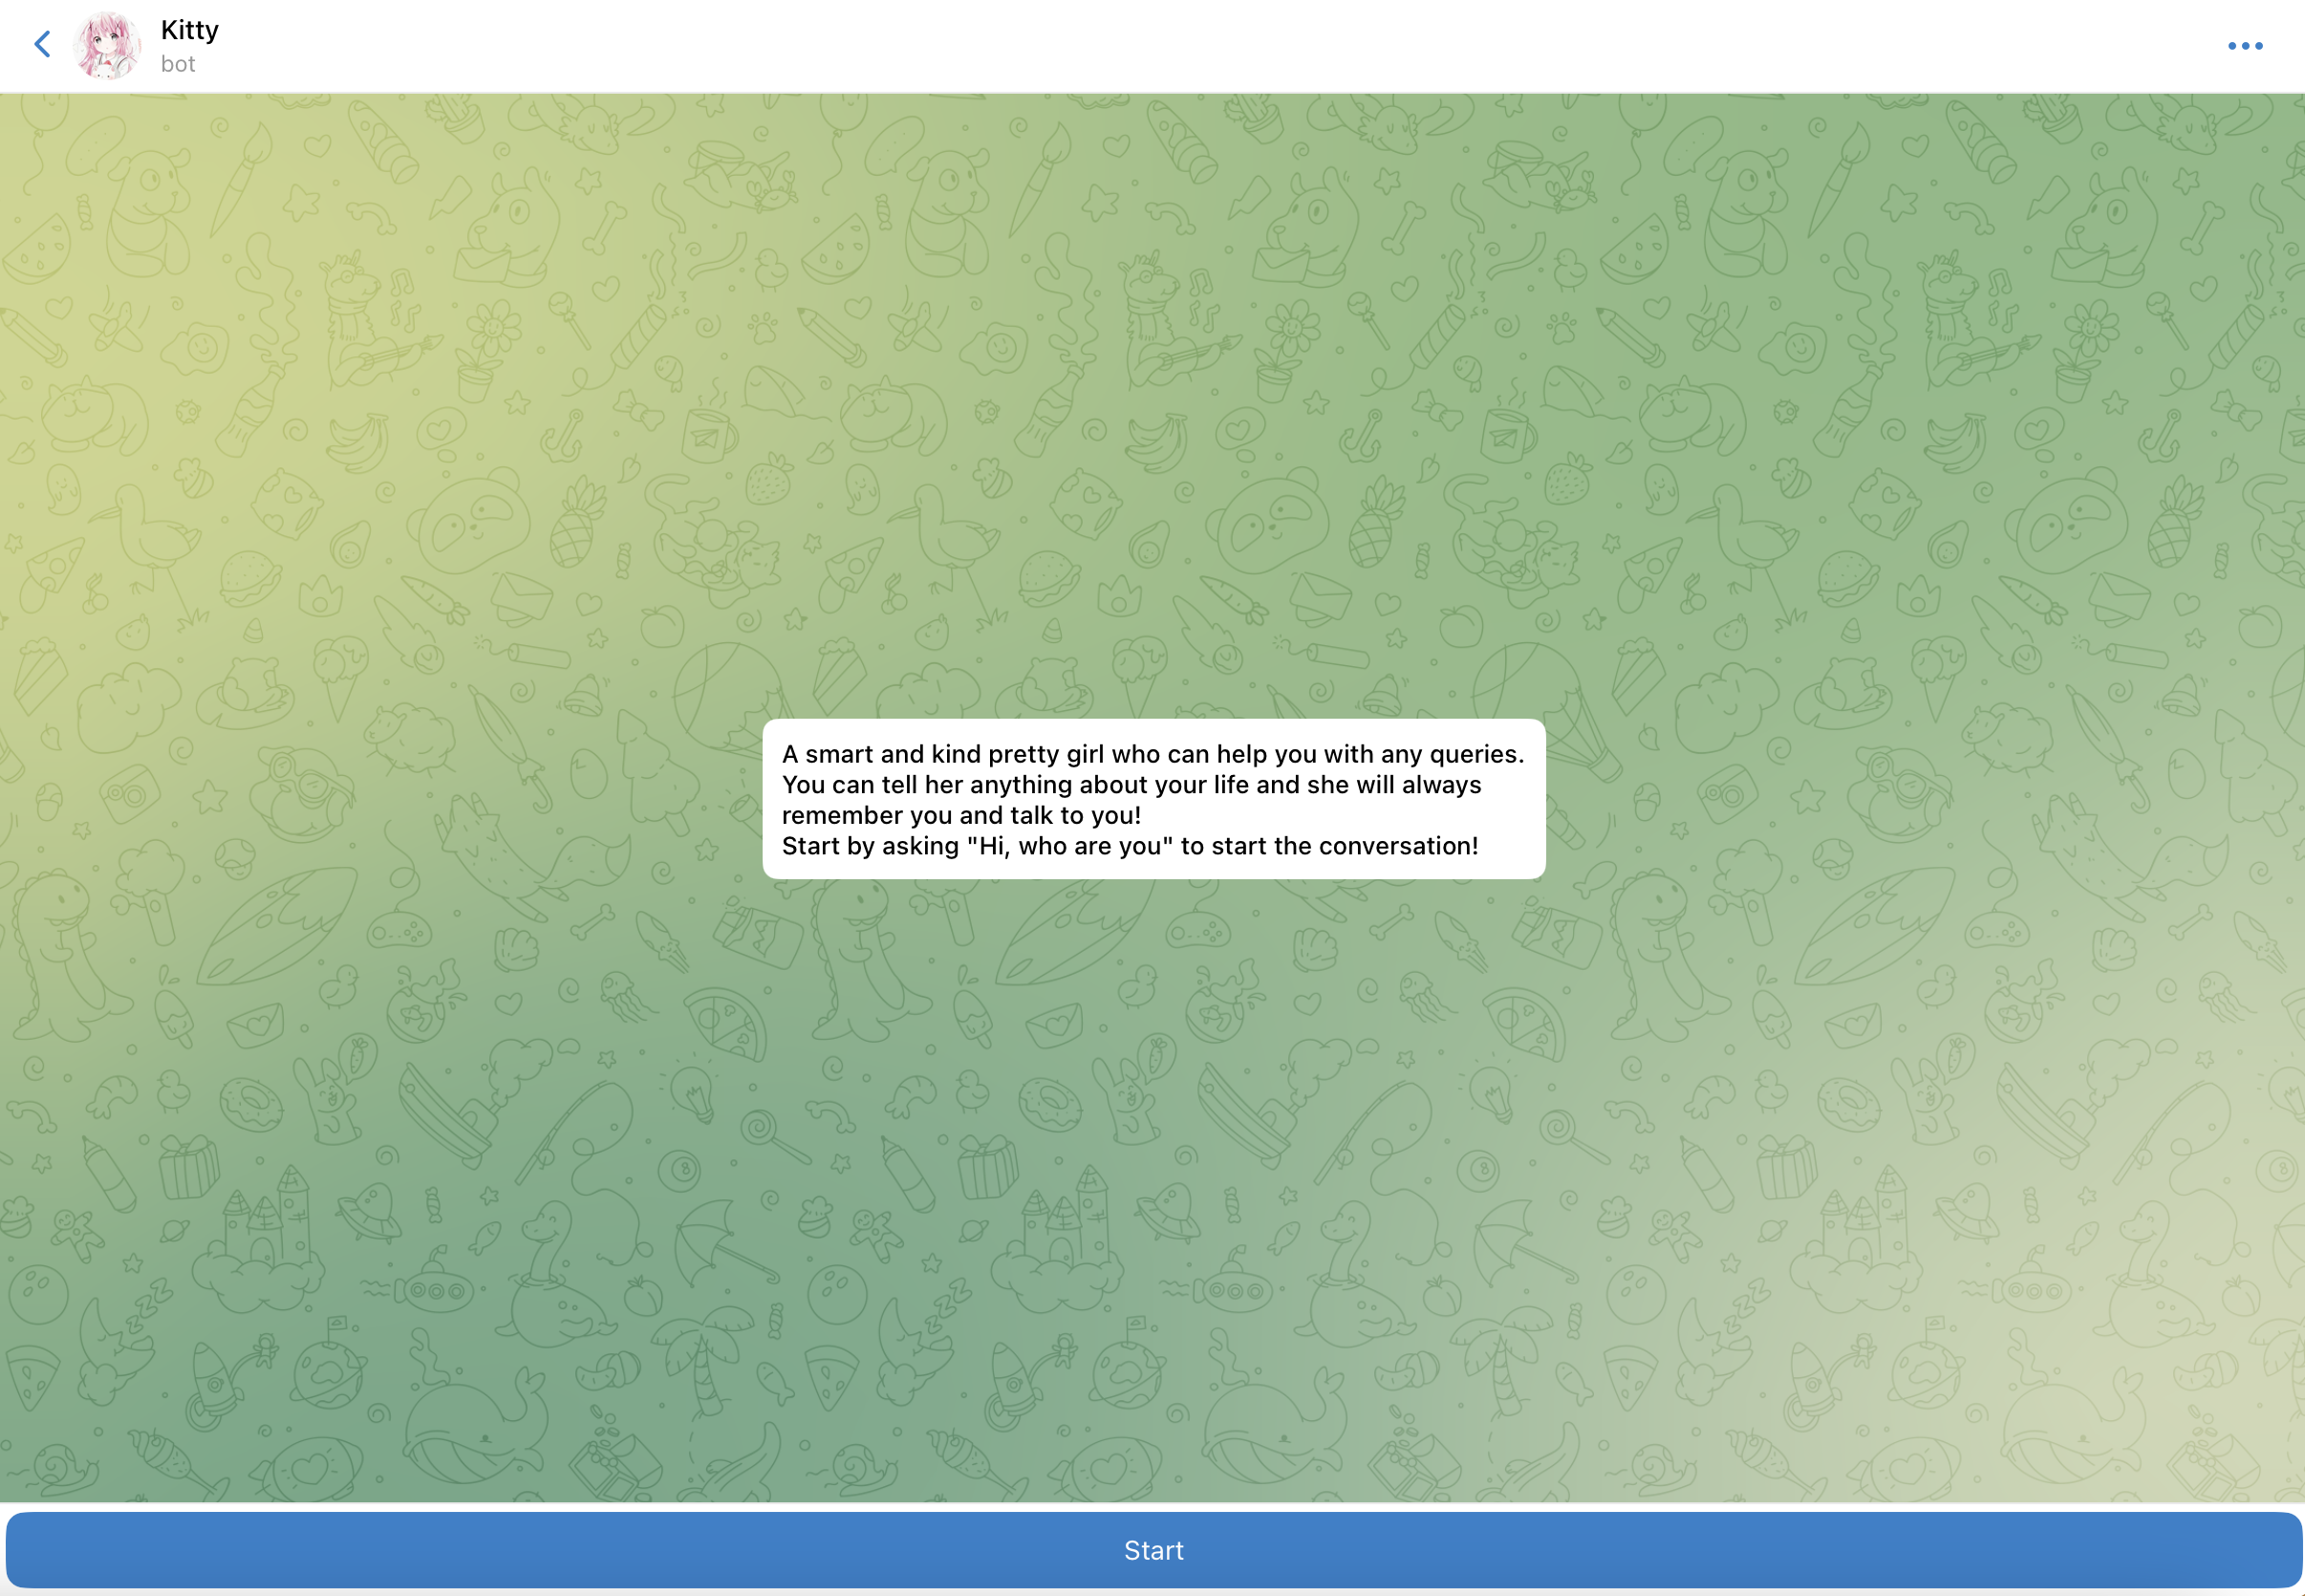 Kitty
bot
A smart and kind pretty girl who can help you with any queries.
You can tell her anything about your life and she will always
remember you and talk to you!
Start by asking "Hi, who are you" to start the conversation!
Start